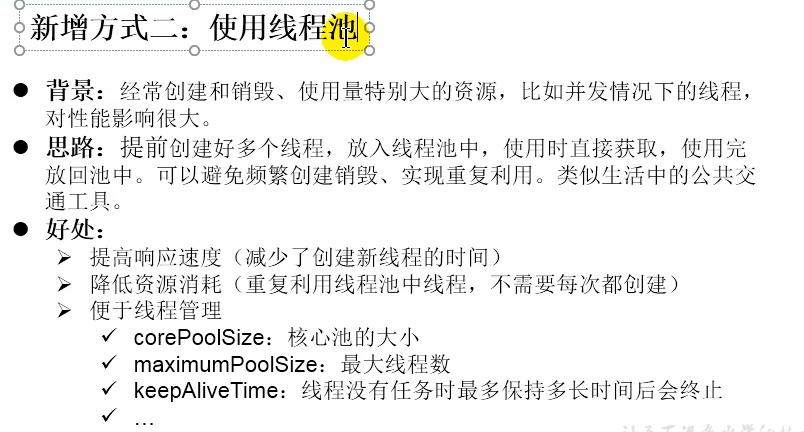 新增方式二：使用线程池
● 背景：经常创建和销毁、使用量特别大的资源，比如并发情况下的线程，
对性能影响很大。
● 思路：提前创建好多个线程，放入线程池中，使用时直接获取，使用完
放回池中。可以避免频繁创建销毁、实现重复利用。类似生活中的公共交
通工具。
● 好处：
➢ 提高响应速度（减少了创建新线程的时间）
➢ 降低资源消耗（重复利用线程池中线程，不需要每次都创建）
➢ 便于线程管理
✓ corePoolSize：核心池的大小
✓ maximumPoolSize：最大线程数
✓ keepAliveTime：线程没有任务时最多保持多长时间后会终止
✓ …